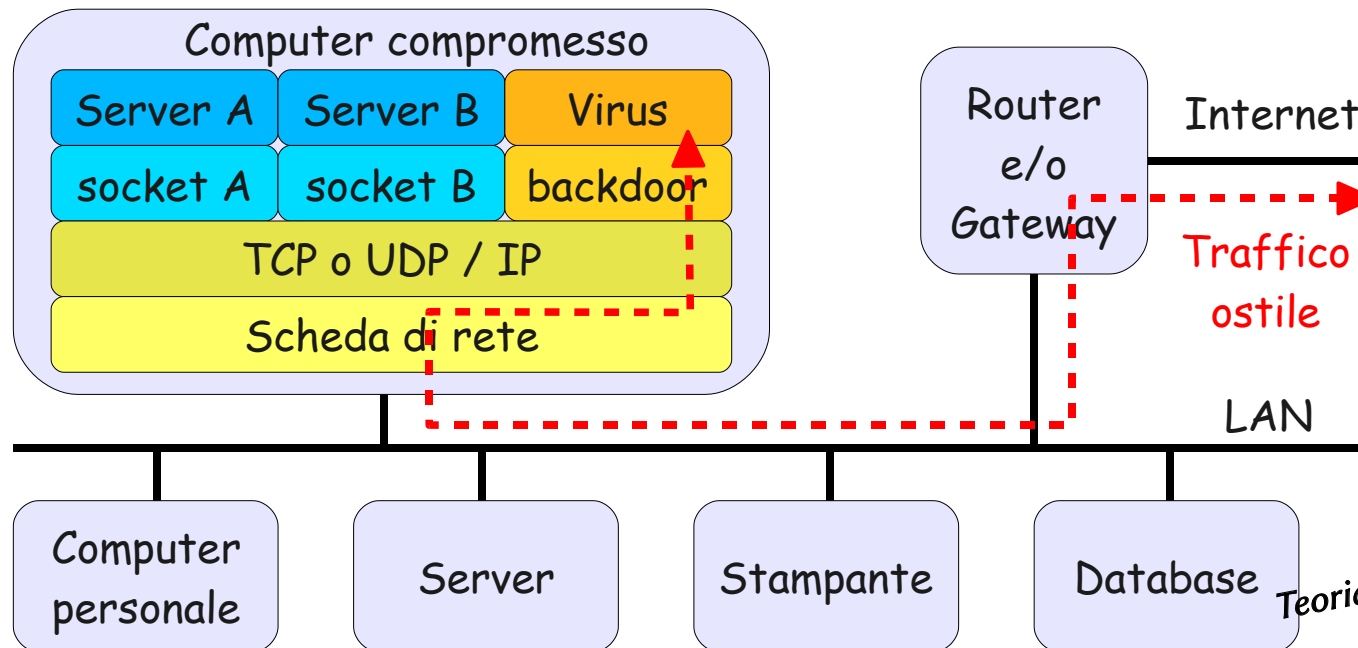 Computer compromesso
Server A
Server B
Virus
socket A
socket B
backdoor
TCP o UDP / IP
Scheda di rete
Router
e/o
Gateway
Internet
Traffico
ostile
LAN
Computer
personale
Server
Stampante
Database